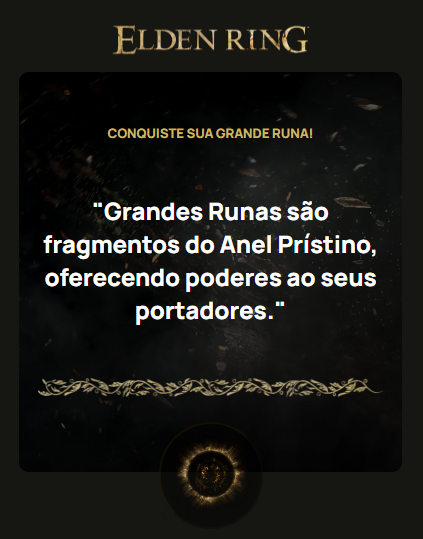 ELDEN RING
CONQUISTE SUA GRANDE RUNA!
"Grandes Runas são
fragmentos do Anel Prístino,
oferecendo poderes ao seus
portadores."